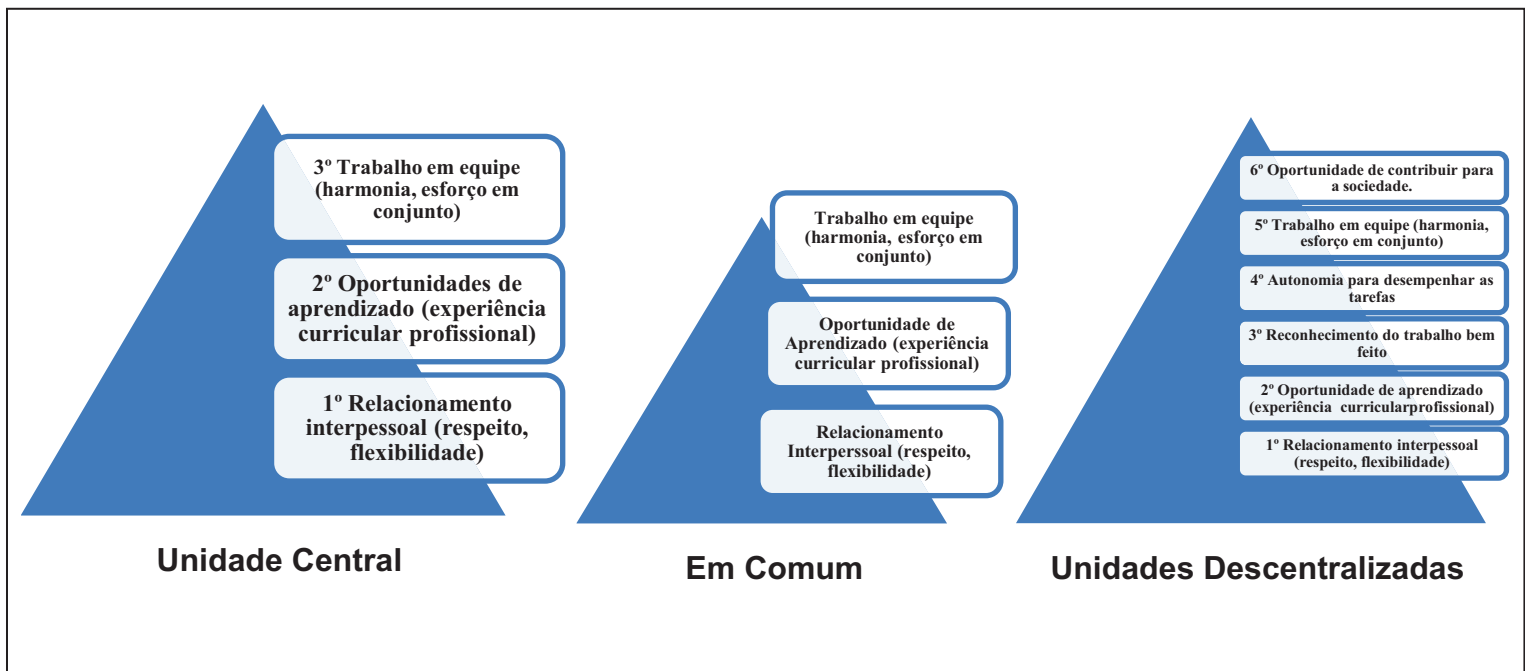 3º Trabalho em equipe
(harmonia, esforço em
conjunto)
2º Oportunidades de
aprendizado (experiência
curricular profissional)
1º Relacionamento
interpessoal (respeito,
flexibilidade)
Unidade Central
Trabalho em equipe
(harmonia, esforço em
conjunto)
Oportunidade de
Aprendizado (experiência
curricular profissional)
Relacionamento
Interperssoal (respeito,
flexibilidade)
Em Comum
6º Oportunidade de contribuir para
a sociedade.
5º Trabalho em equipe (harmonia,
esforço em conjunto)
4º Autonomia para desempenhar as
tarefas
3º Reconhecimento do trabalho bem
feito
2º Oportunidade de aprendizado
(experiência curricularprofissional)
1º Relacionamento interpessoal
(respeito, flexibilidade)
Unidades Descentralizadas